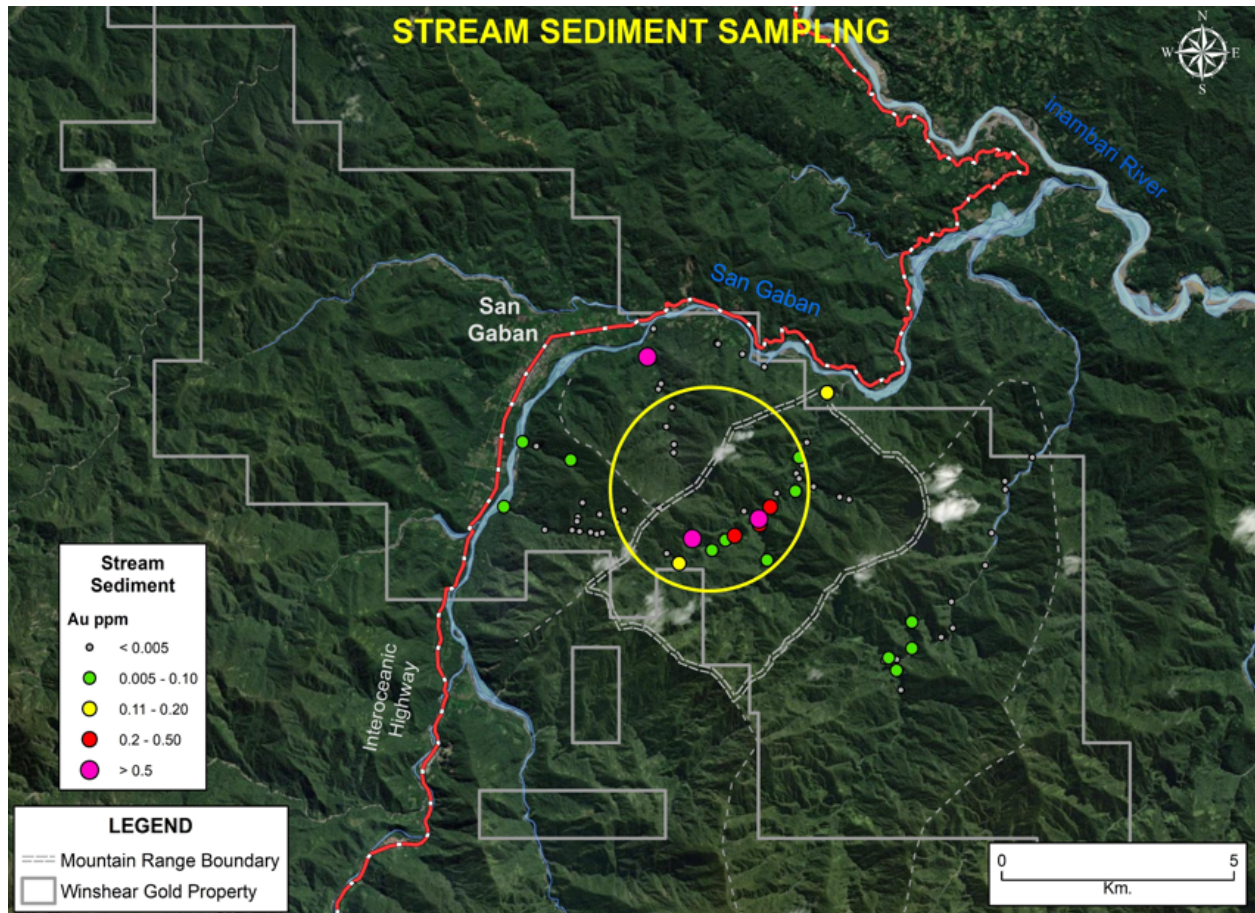 STREAM SEDIMENT SAMPLING
N
W E
S
Inambari River
San Gaban
San
Gaban
Interoceanic
Highway
Stream
Sediment
Au ppm
< 0.005
0.005 - 0.10
0.11 - 0.20
0.2 - 0.50
> 0.5
LEGEND
Mountain Range Boundary
Winshear Gold Property
0 5
Km.